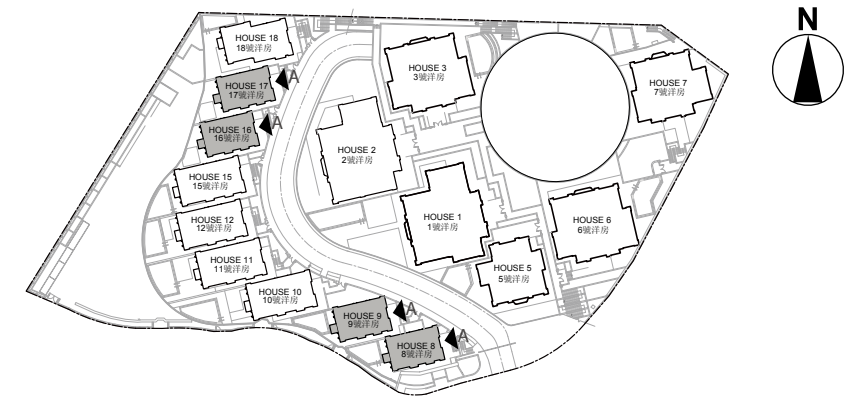 N
HOUSE 18
18號洋房
HOUSE 17
17號洋房
A
HOUSE 16
16號洋房
A
HOUSE 15
15號洋房
HOUSE 12
12號洋房
HOUSE 11
11號洋房
HOUSE 10
10號洋房
HOUSE 9
9號洋房
A
HOUSE 8
8號洋房
A
HOUSE 3
3號洋房
HOUSE 2
2號洋房
HOUSE 1
1號洋房
HOUSE 5
5號洋房
HOUSE 6
6號洋房
HOUSE 7
7號洋房